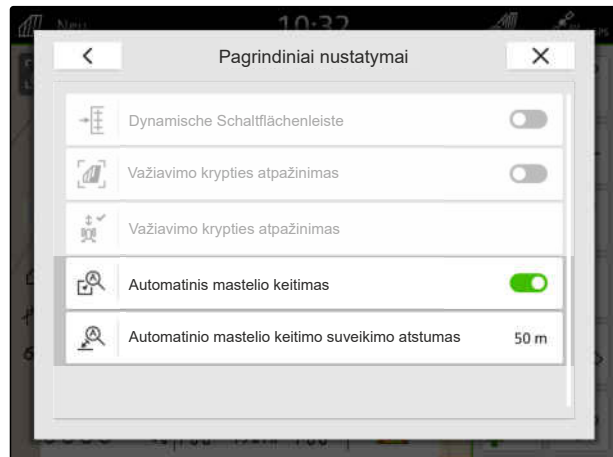 Neu
10:32
Pagrindiniai nustatymai
Dynamische Schaltflächenleiste
Važiavimo krypties atpažinimas
Važiavimo krypties atpažinimas
Automatinis mastelio keitimas
Automatinio mastelio keitimo suveikimo atstumas
50 m